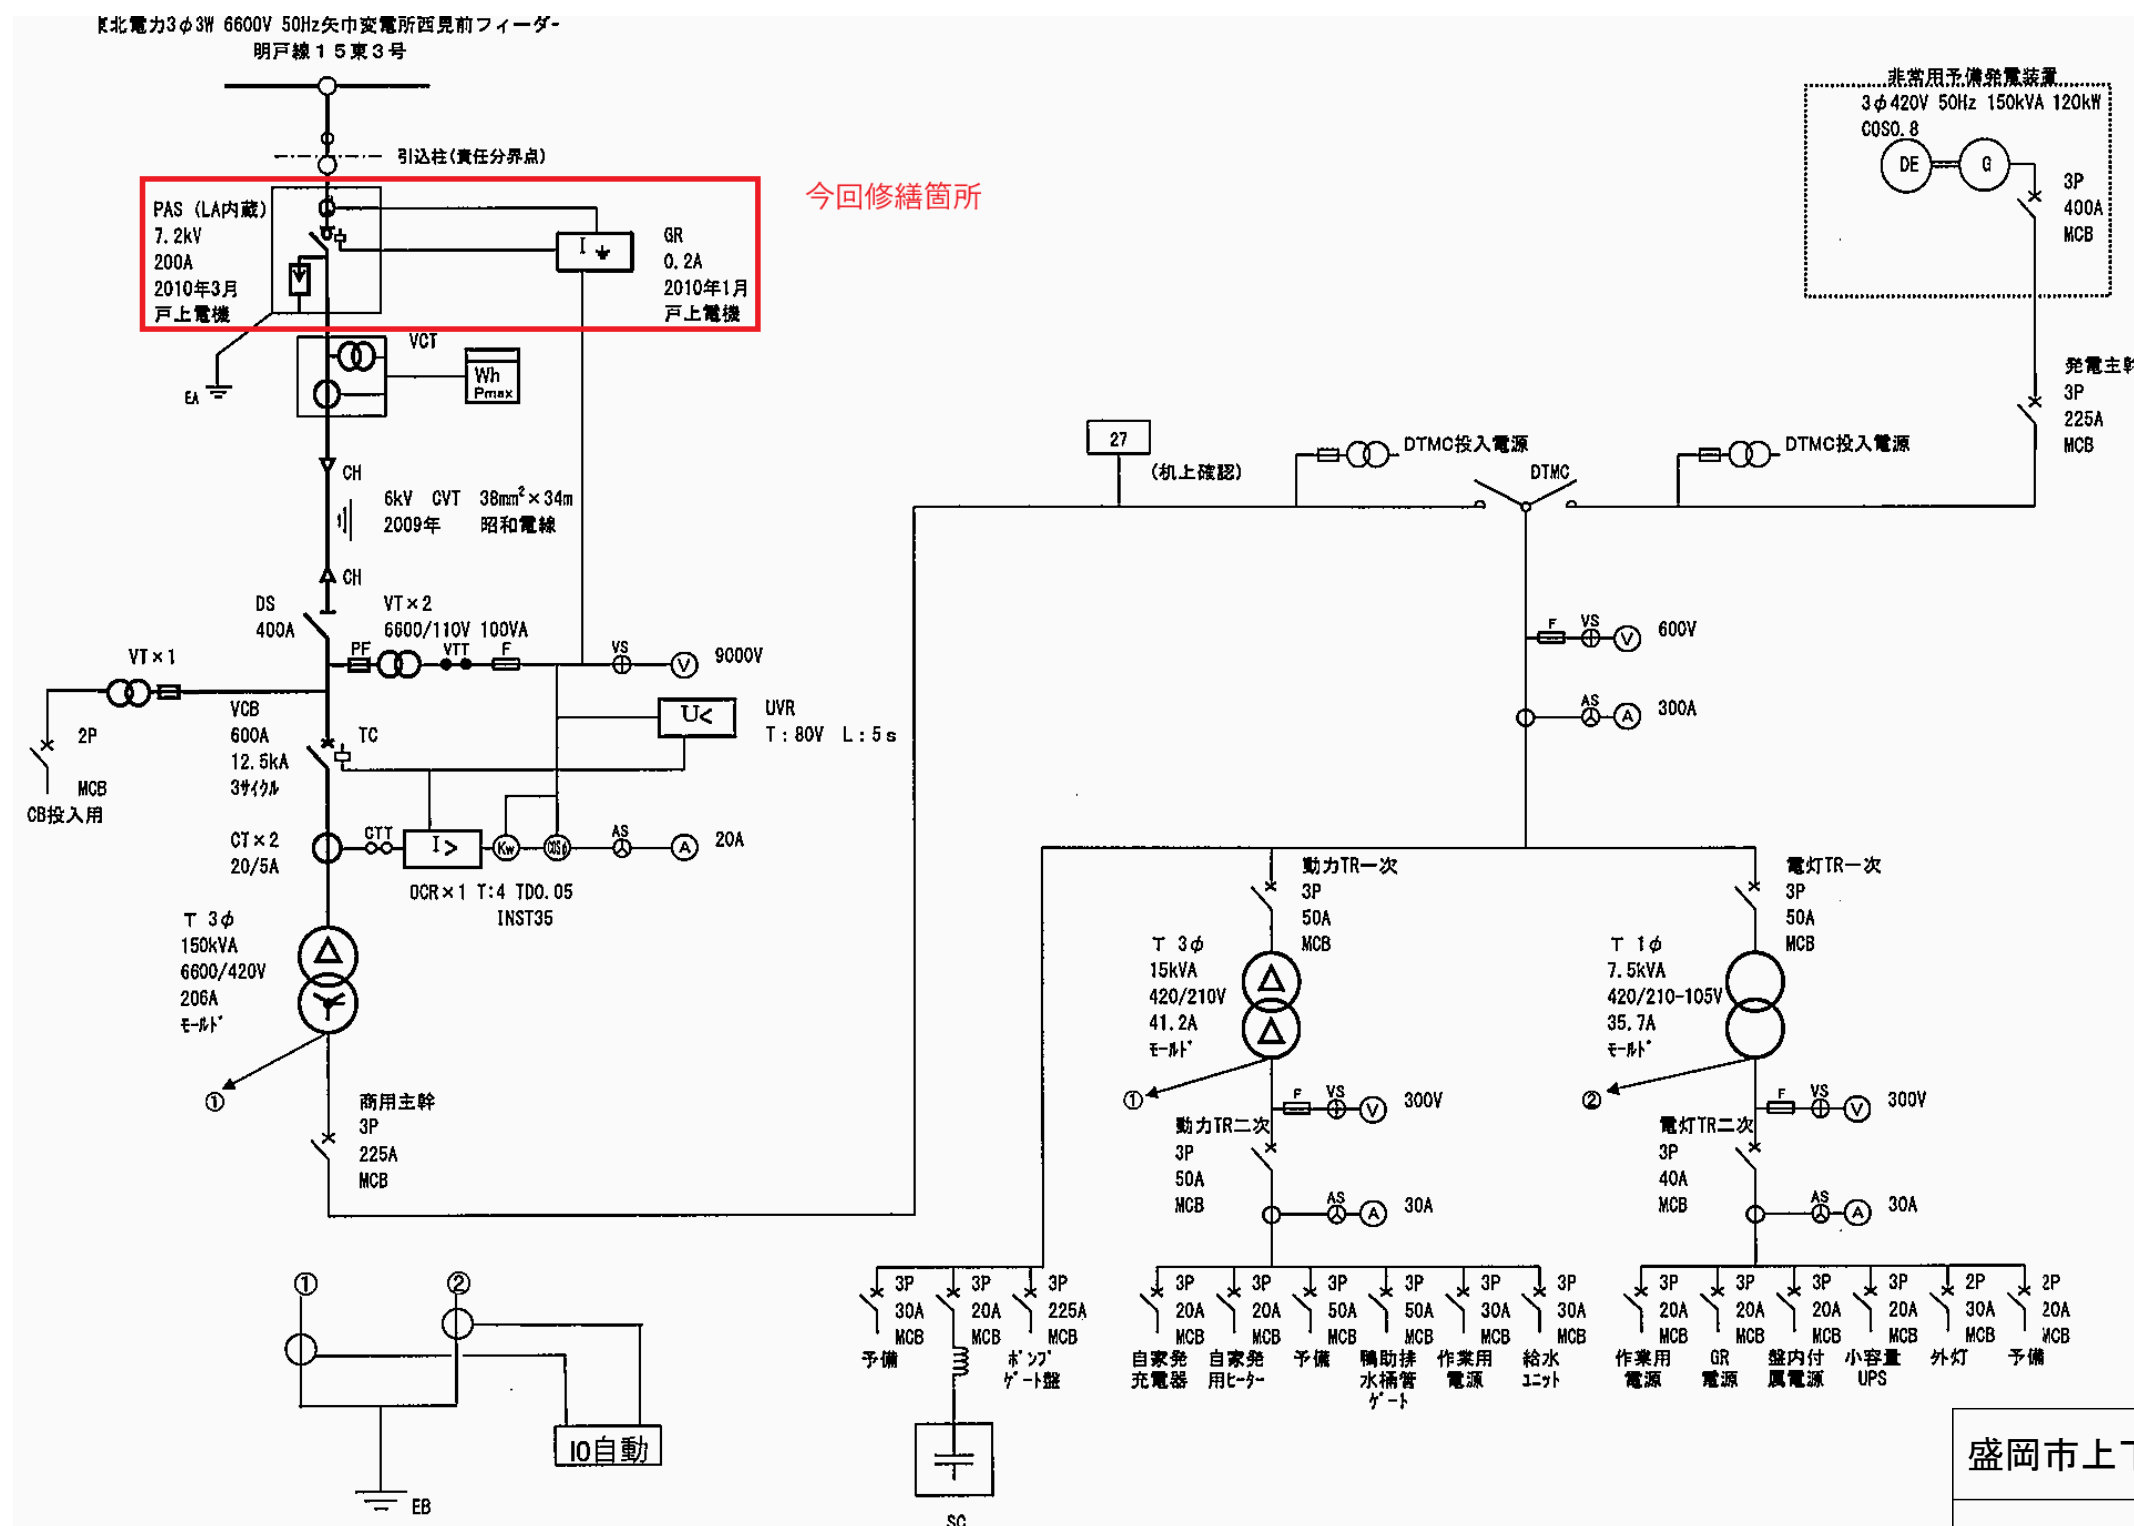 北電力3φ3W 6600V 50Hz矢巾変電所西見前フィーダー
明戸線15東3号
引込柱(責任分界点)
今回修繕箇所
PAS (LA内蔵)
7.2kV
200A
2010年3月
戸上電機
I
GR
0.2A
2010年1月
戸上電機
EA
VCT
Wh
Pmax
CH
6kV CVT 38mm²×34m
2009年 昭和電線
CH
DS
400A
VT×2
6600/110V 100VA
PF
VTT
F
VS
V
9000V
VT×1
2P
MCB
CB投入用
VCB
600A
12.5kA
3サイクル
TC
U<
UVR
T:80V L:5s
CT×2
20/5A
CTT
I>
Kw
COSφ
AS
A
20A
OCR×1 T:4 TD0.05
INST35
T 3φ
150kVA
6600/420V
206A
モールド
①
商用主幹
3P
225A
MCB
①
②
IO自動
EB
非常用予備発電装置
3φ420V 50Hz 150kVA 120kW
COS0.8
DE
G
3P
400A
MCB
発電主幹
3P
225A
MCB
27
(机上確認)
DTMC投入電源
DTMC
DTMC投入電源
F
VS
V
600V
AS
A
300A
動力TR一次
3P
50A
MCB
T 3φ
15kVA
420/210V
41.2A
モールド
①
F
VS
V
300V
動力TR二次
3P
50A
MCB
AS
A
30A
電灯TR一次
3P
50A
MCB
T 1φ
7.5kVA
420/210-105V
35.7A
モールド
②
F
VS
V
300V
電灯TR二次
3P
40A
MCB
AS
A
30A
3P
30A
MCB
予備
3P
20A
MCB
SC
3P
225A
MCB
ポンプ
ゲート盤
3P
20A
MCB
自家発
充電器
3P
20A
MCB
自家発
用ヒーター
3P
50A
MCB
予備
3P
50A
MCB
鴨助排
水樋管
ゲート
3P
30A
MCB
作業用
電源
3P
30A
MCB
給水
ユニット
3P
20A
MCB
作業用
電源
3P
20A
MCB
GR
電源
3P
20A
MCB
盤内付
属電源
3P
20A
MCB
小容量
UPS
2P
30A
MCB
外灯
2P
20A
MCB
予備
盛岡市上